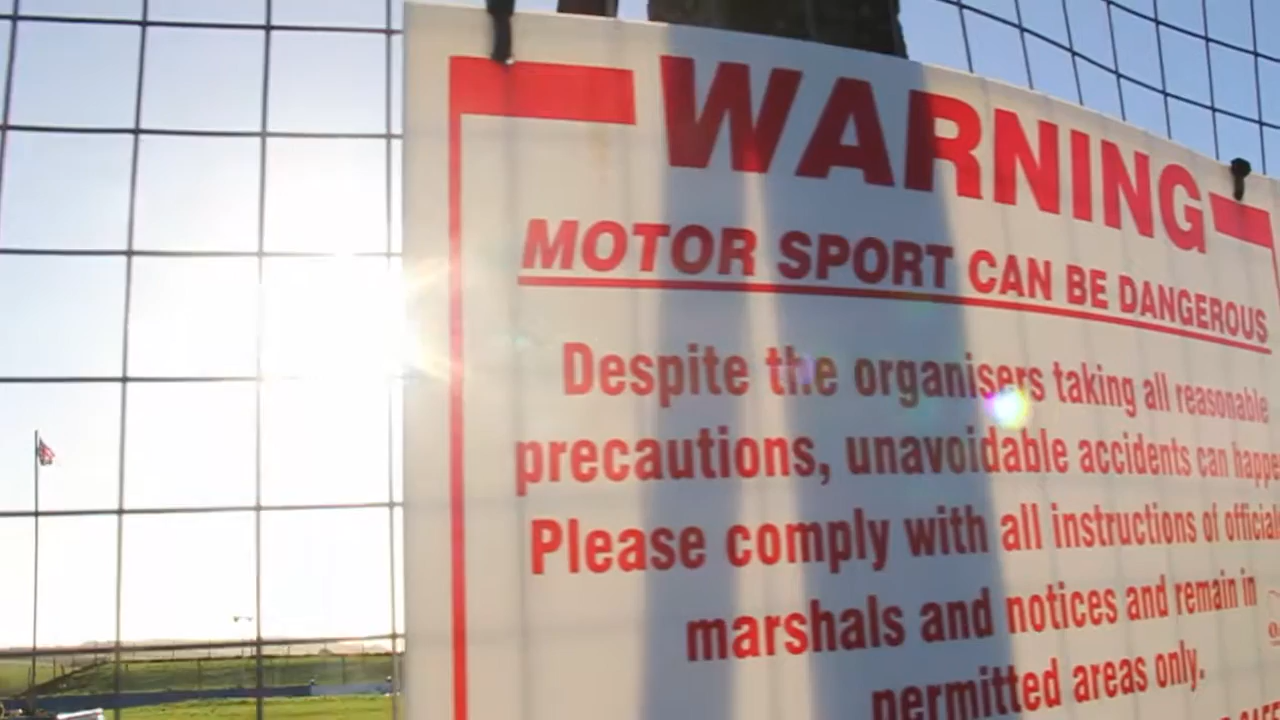 WARNING
MOTOR SPORT CAN BE DANGEROUS
Despite the organisers taking all reasonable
precautions, unavoidable accidents can
Please comply with all instructions of
marshals and notices and remain in
permitted areas only.